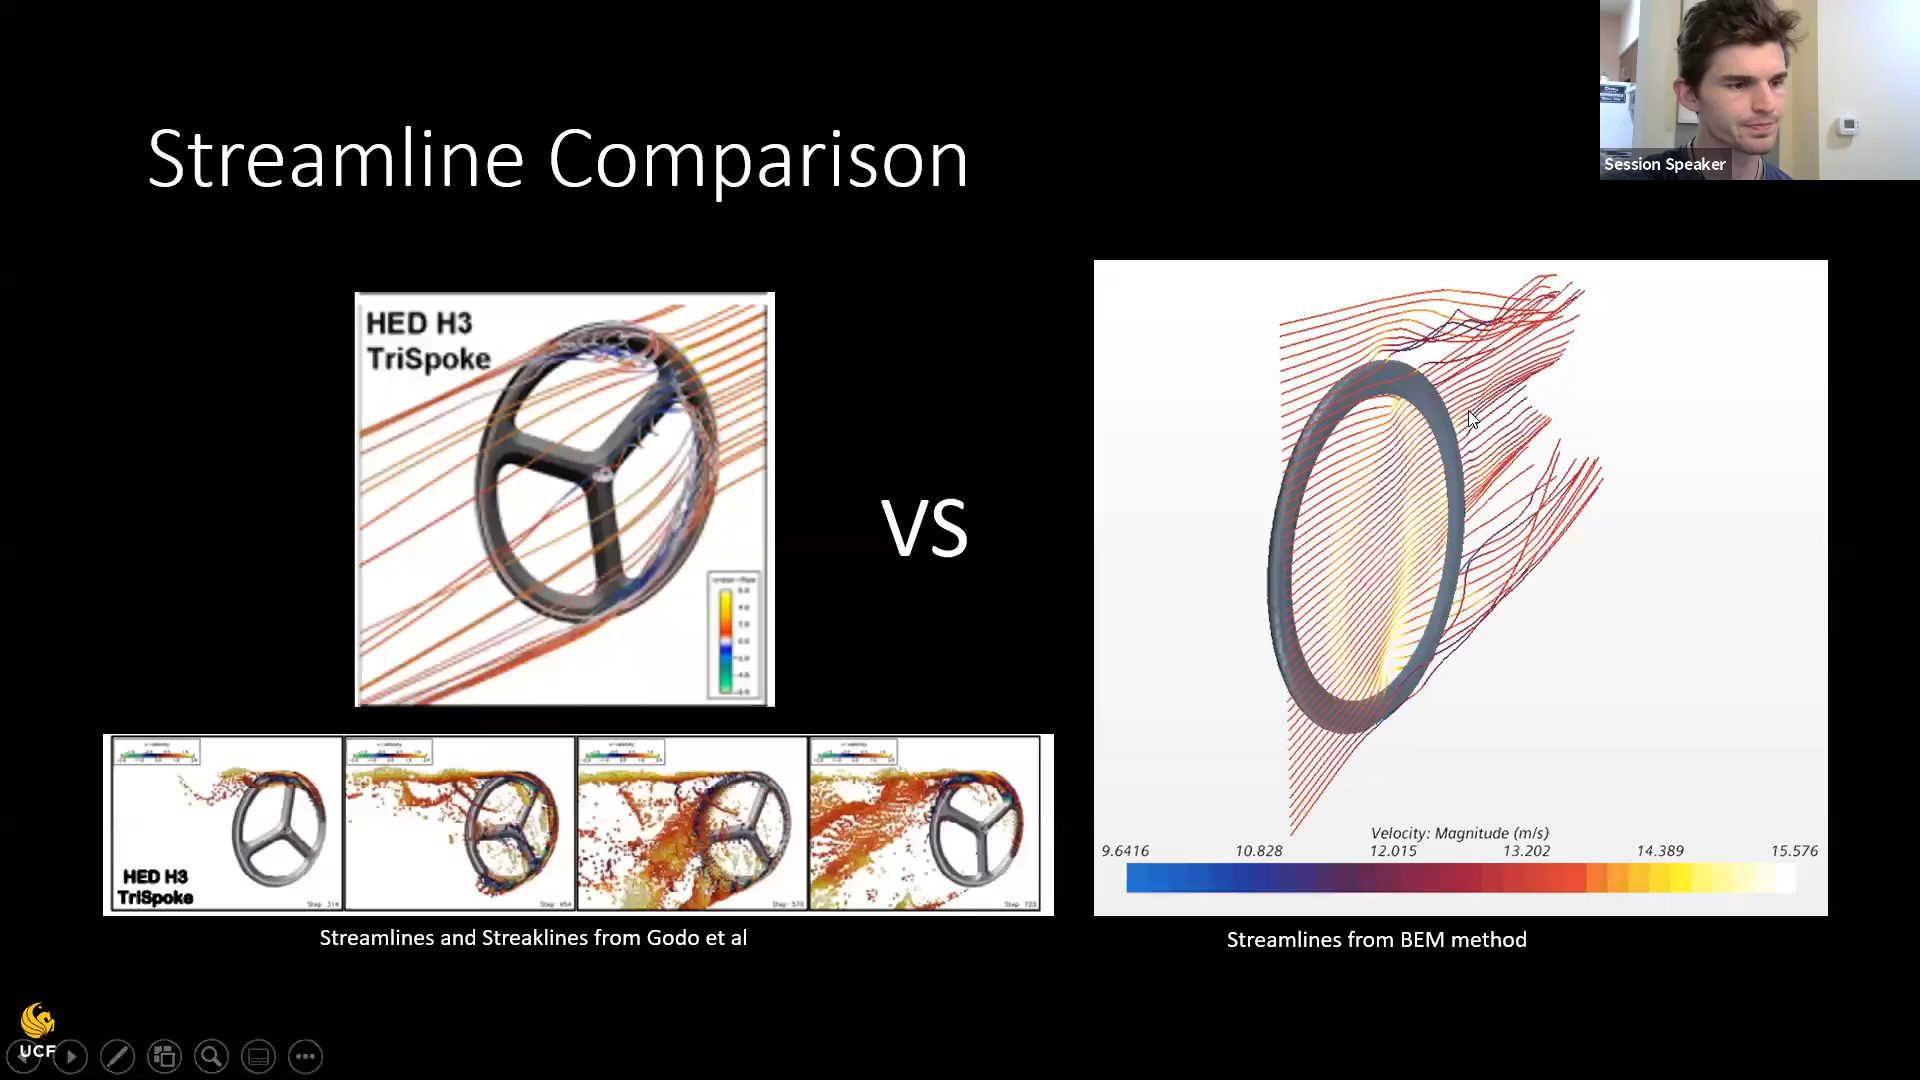 Session Speaker
Streamline Comparison
HED H3
TriSpoke
VS
HED H3
TriSpoke
Streamlines and Streaklines from Godo et al
Velocity: Magnitude (m/s)
9.6416 10.828 12.015 13.202 14.389 15.576
Streamlines from BEM method
UCF